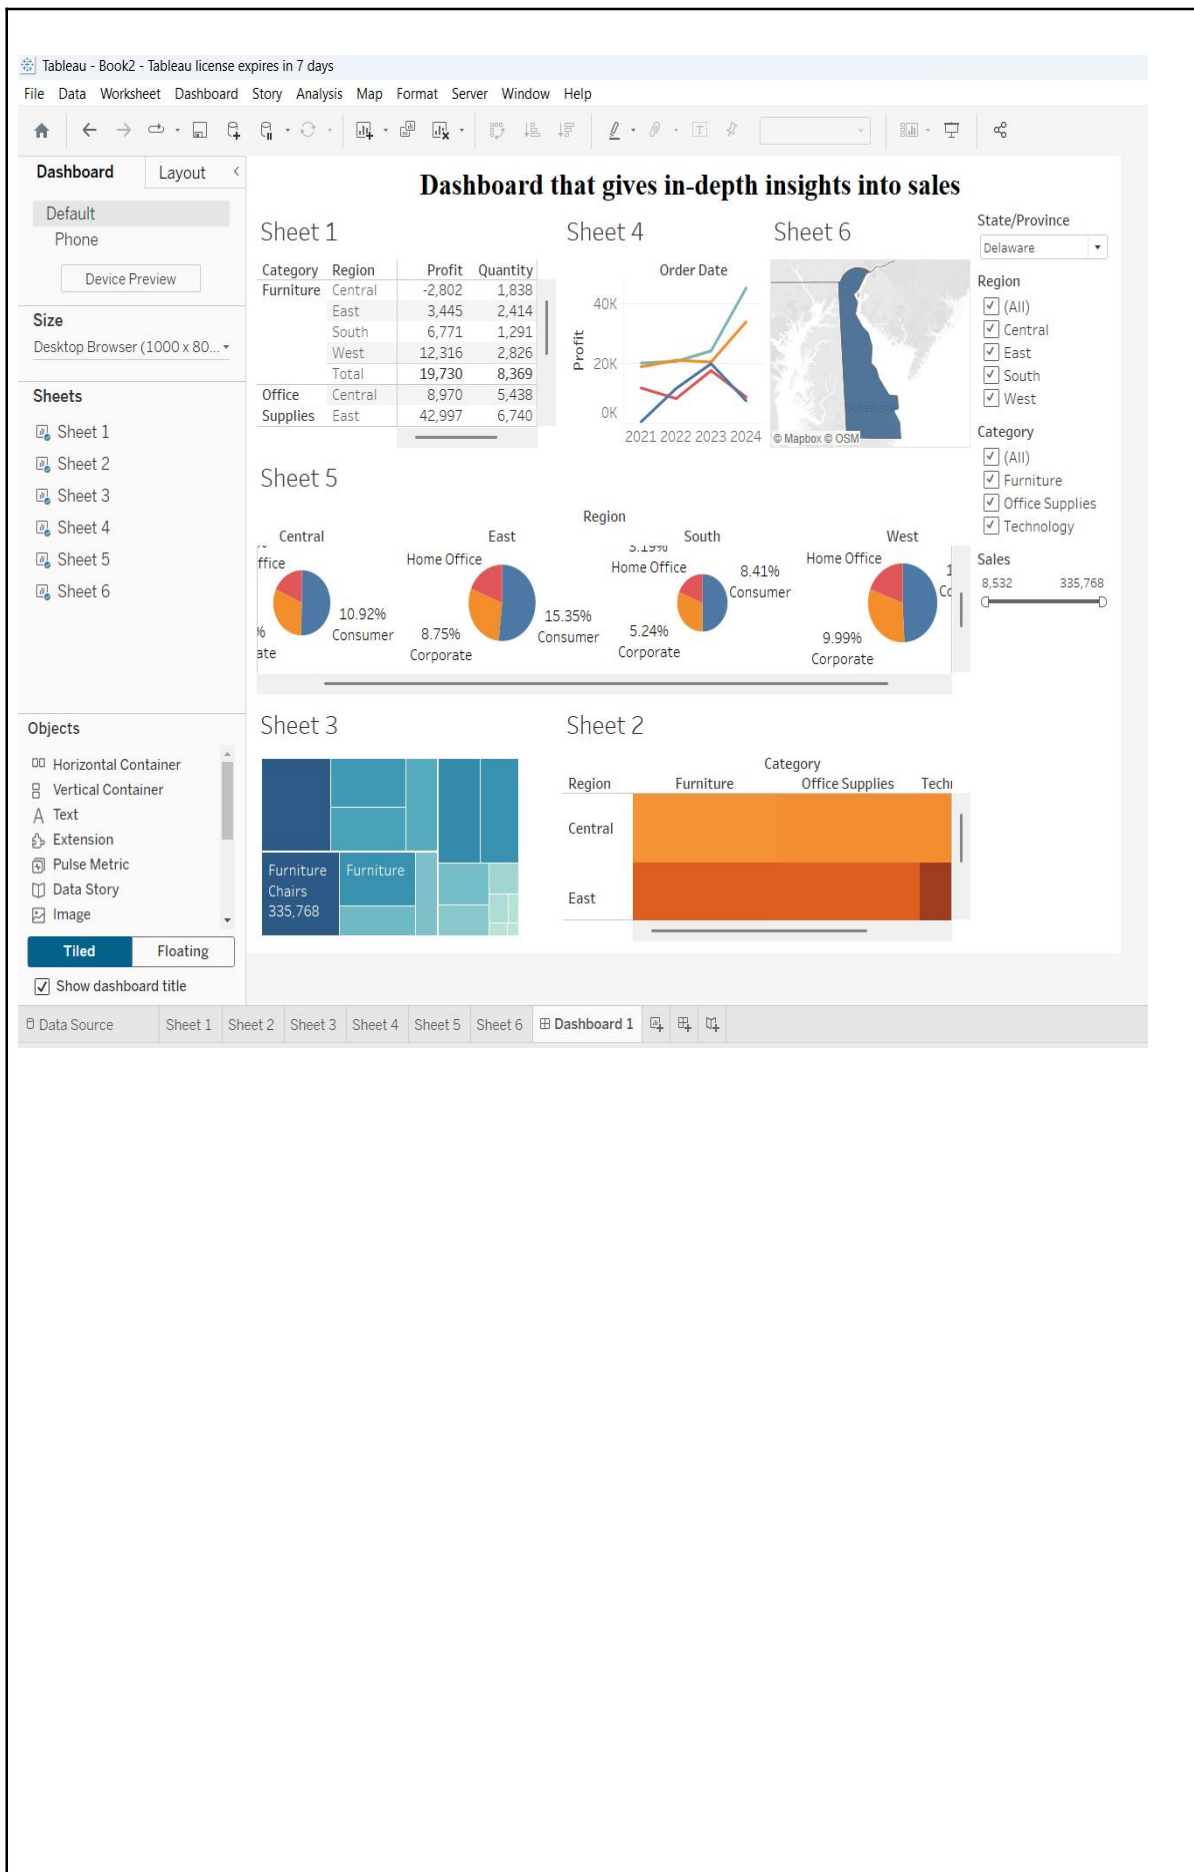 Tableau - Book2 - Tableau license expires in 7 days
File Data Worksheet Dashboard Story Analysis Map Format Server Window Help
Dashboard Layout
Default
Phone
Device Preview
Size
Desktop Browser (1000 x 80...
Sheets
Sheet 1
Sheet 2
Sheet 3
Sheet 4
Sheet 5
Sheet 6
Objects
Horizontal Container
Vertical Container
Text
Extension
Pulse Metric
Data Story
Image
Tiled Floating
Show dashboard title
Dashboard that gives in-depth insights into sales
Sheet 1
Category Region Profit Quantity
Furniture Central -2,802 1,838
East 3,445 2,414
South 6,771 1,291
West 12,316 2,826
Total 19,730 8,369
Office Central 8,970 5,438
Supplies East 42,997 6,740
Sheet 4
Order Date
Profit
40K
20K
0K
2021 2022 2023 2024
Sheet 6
Delaware
© Mapbox © OSM
State/Province
Delaware
Region
(All)
Central
East
South
West
Category
(All)
Furniture
Office Supplies
Technology
Sales
8,532 335,768
Sheet 5
Region
Central East South West
ffice
10.92%
Consumer
%
ate
Home Office
15.35%
Consumer
8.75%
Corporate
3.19%
Home Office
8.41%
Consumer
5.24%
Corporate
Home Office
9.99%
Corporate
Sheet 3
Furniture
Chairs
335,768
Furniture
Sheet 2
Category
Region Furniture Office Supplies Techn
Central
East
Data Source Sheet 1 Sheet 2 Sheet 3 Sheet 4 Sheet 5 Sheet 6 Dashboard 1